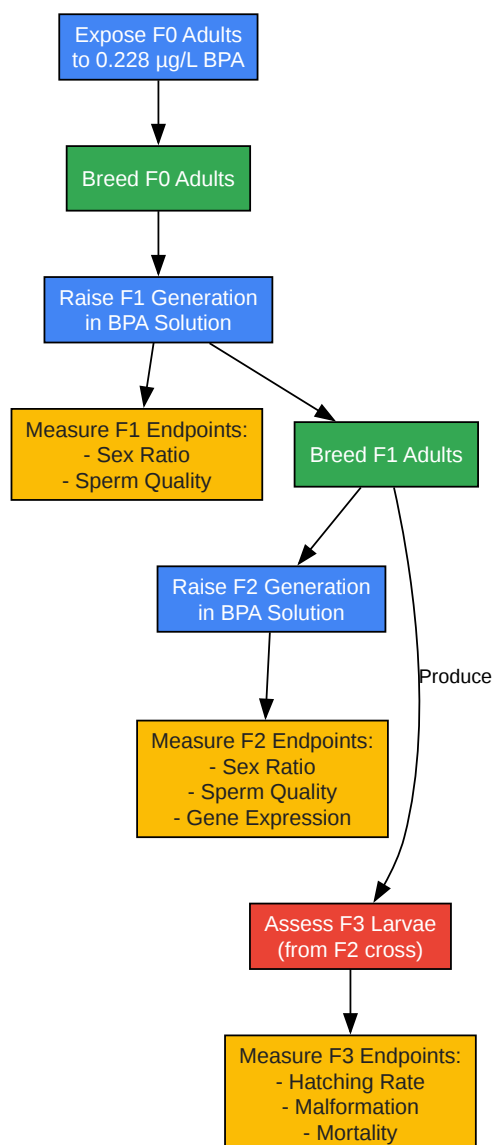 Expose F0 Adults
to 0.228 µg/L BPA
Breed F0 Adults
Raise F1 Generation
in BPA Solution
Measure F1 Endpoints:
- Sex Ratio
- Sperm Quality
Breed F1 Adults
Raise F2 Generation
in BPA Solution
Produce
Measure F2 Endpoints:
- Sex Ratio
- Sperm Quality
- Gene Expression
Assess F3 Larvae
(from F2 cross)
Measure F3 Endpoints:
- Hatching Rate
- Malformation
- Mortality